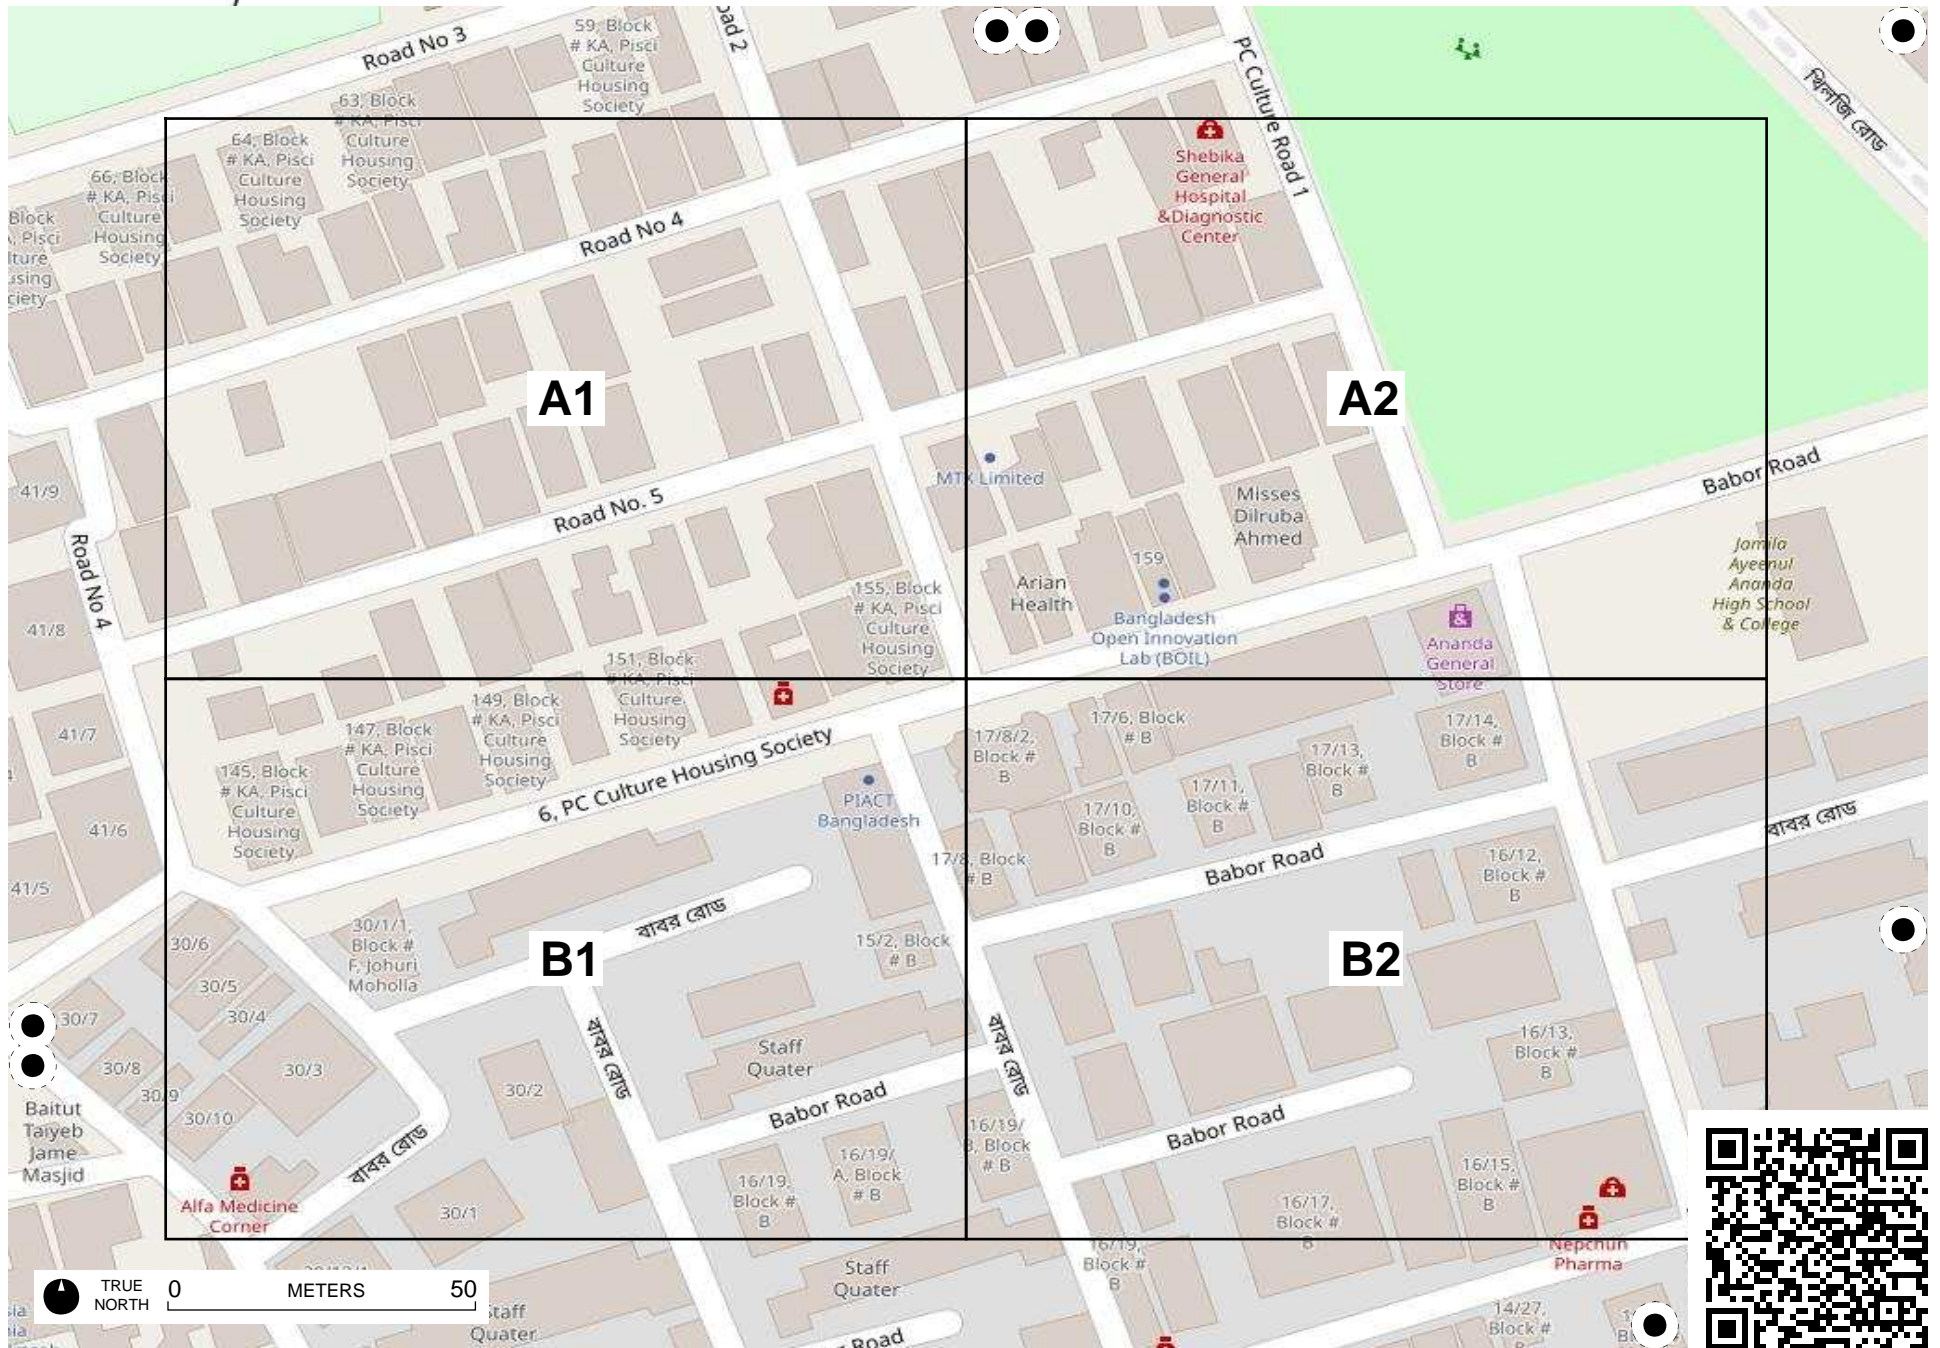 Road No 3
59, Block
# KA, Pisci
Culture
Housing
Society
PC Culture Road 1
খিলজি রোড
63, Block
# KA, Pisci
Culture
Housing
Society
64, Block
# KA, Pisci
Culture
Housing
Society
66, Block
# KA, Pisci
Culture
Housing
Society
Block
Shebika
General
Hospital
&Diagnostic
Center
Road No 4
A1
A2
MTX Limited
Misses
Dilruba
Ahmed
Babor Road
41/9
Road No. 5
Road No 4
159
Arian
Health
Bangladesh
Open Innovation
Lab (BOIL)
155, Block
# KA, Pisci
Culture
Housing
Society
Jamila
Ayeenul
Ananda
High School
& College
Ananda
General
Store
41/8
151, Block
# KA, Pisci
Culture
Housing
Society
149, Block
# KA, Pisci
Culture
Housing
Society
147, Block
# KA, Pisci
Culture
Housing
Society
145, Block
# KA, Pisci
Culture
Housing
Society
41/7
41/6
41/5
6, PC Culture Housing Society
PIACT
Bangladesh
17/8/2,
Block #
B
17/6, Block
# B
17/13,
Block #
B
17/14,
Block #
B
17/10,
Block #
B
17/11,
Block #
B
17/8, Block
# B
Babor Road
16/12,
Block #
B
বাবর রোড
বাবর রোড
30/1/1,
Block #
F, Johuri
Moholla
15/2, Block
# B
B1
B2
30/6
30/5
30/4
30/7
30/8
30/9
30/10
30/3
30/2
বাবর রোড
Staff
Quater
Babor Road
বাবর রোড
16/13,
Block #
B
Babor Road
Baitut
Taiyeb
Jame
Masjid
বাবর রোড
Alfa Medicine
Corner
30/1
16/19,
Block #
B
16/19/
A, Block
# B
16/19/
B, Block
# B
16/17,
Block #
B
16/15,
Block #
B
Nepchun
Pharma
16/19,
Block #
B
Staff
Quater
Staff
Quater
Road
14/27,
Block #
TRUE
NORTH
0 METERS 50